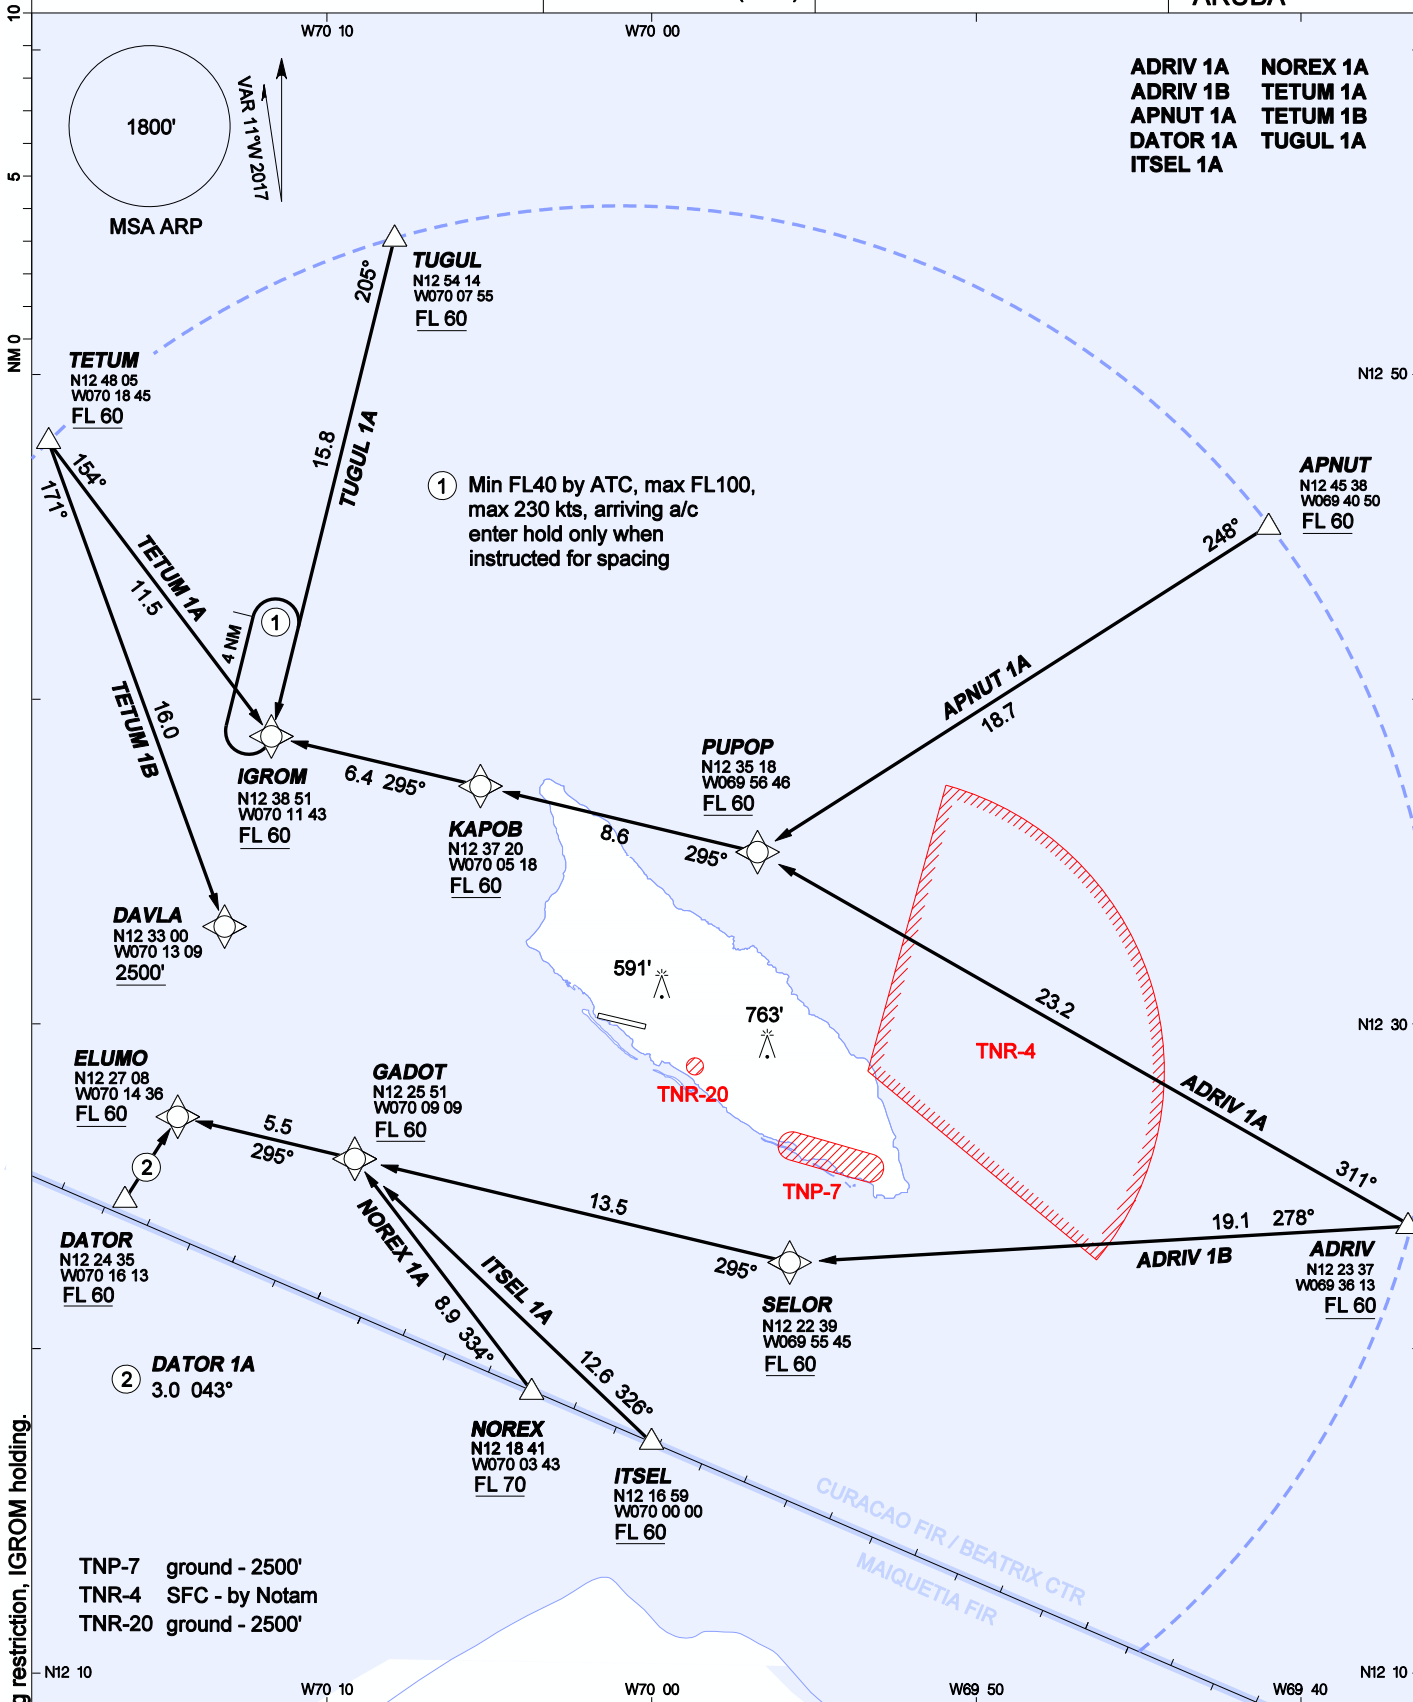 ARUBA
10
5
NM 0
W70 10
W70 00
1800'
MSA ARP
VAR 11°W 2017
ADRIV 1A
ADRIV 1B
APNUT 1A
DATOR 1A
ITSEL 1A
NOREX 1A
TETUM 1A
TETUM 1B
TUGUL 1A
TUGUL
N12 54 14
W070 07 55
FL 60
205°
15.8
TUGUL 1A
TETUM
N12 48 05
W070 18 45
FL 60
154°
171°
TETUM 1A
11.5
TETUM 1B
16.0
N12 50
1 Min FL40 by ATC, max FL100,
max 230 kts, arriving a/c
enter hold only when
instructed for spacing
APNUT
N12 45 38
W069 40 50
FL 60
248°
APNUT 1A
18.7
1
4 NM
IGROM
N12 38 51
W070 11 43
FL 60
6.4 295°
KAPOB
N12 37 20
W070 05 18
FL 60
8.6
295°
PUPOP
N12 35 18
W069 56 46
FL 60
DAVLA
N12 33 00
W070 13 09
2500'
591'
763'
23.2
TNR-4
N12 30
ADRIV 1A
311°
TNR-20
TNP-7
ELUMO
N12 27 08
W070 14 36
FL 60
5.5
295°
GADOT
N12 25 51
W070 09 09
FL 60
2
DATOR
N12 24 35
W070 16 13
FL 60
13.5
295°
SELOR
N12 22 39
W069 55 45
FL 60
19.1 278°
ADRIV 1B
ADRIV
N12 23 37
W069 36 13
FL 60
NOREX 1A
8.9 334°
ITSEL 1A
12.6 326°
2 DATOR 1A
3.0 043°
NOREX
N12 18 41
W070 03 43
FL 70
ITSEL
N12 16 59
W070 00 00
FL 60
CURACAO FIR / BEATRIX CTR
MAIQUETIA FIR
TNP-7 ground - 2500'
TNR-4 SFC - by Notam
TNR-20 ground - 2500'
restriction, IGROM holding.
N12 10
N12 10
W70 10
W70 00
W69 50
W69 40